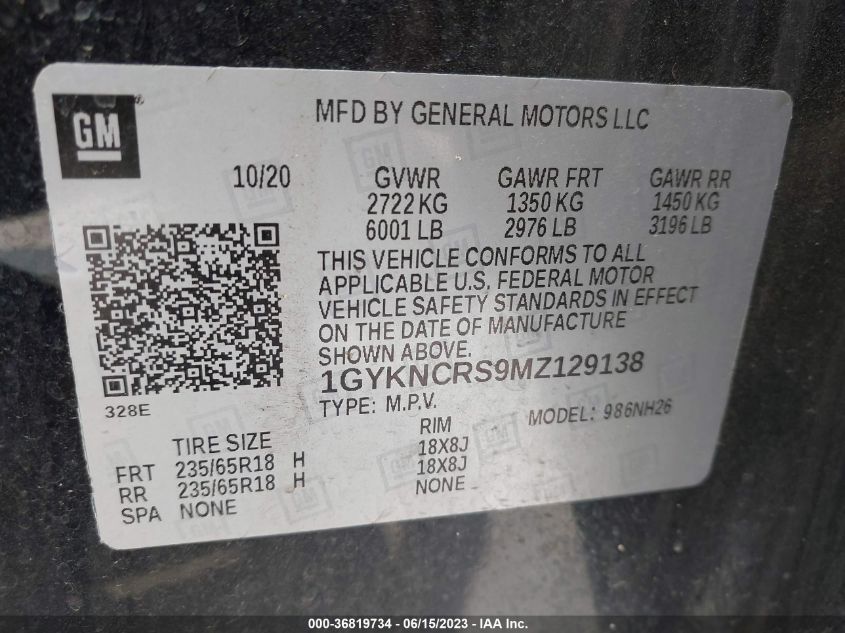 GM
MFD BY GENERAL MOTORS LLC
10/20 GVWR GAWR FRT GAWR RR
2722 KG 1350 KG 1450 KG
6001 LB 2976 LB 3196 LB
THIS VEHICLE CONFORMS TO ALL
APPLICABLE U.S. FEDERAL MOTOR
VEHICLE SAFETY STANDARDS IN EFFECT
ON THE DATE OF MANUFACTURE
SHOWN ABOVE.
1GYKNCRS9MZ129138
328E
TYPE: M.P.V. MODEL: 986NH26
TIRE SIZE RIM
FRT 235/65R18 H 18X8J
RR 235/65R18 H 18X8J
SPA NONE NONE
000-36819734 - 06/15/2023 - IAA Inc.